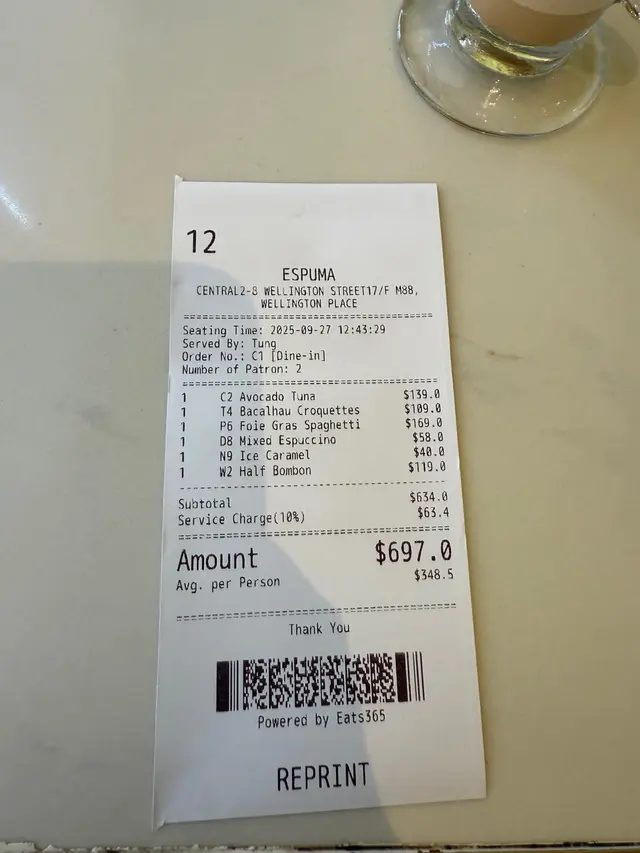 12
ESPUMA
CENTRAL2-8 WELLINGTON STREET17/F M88,
WELLINGTON PLACE
Seating Time: 2025-09-27 12:43:29
Served By: Tung
Order No.: C1 [Dine-in]
Number of Patron: 2
1 C2 Avocado Tuna $139.0
1 T4 Bacalhau Croquettes $109.0
1 P6 Foie Gras Spaghetti $169.0
1 D8 Mixed Espuccino $58.0
1 N9 Ice Caramel $40.0
1 W2 Half Bombon $119.0
Subtotal $634.0
Service Charge(10%) $63.4
Amount $697.0
Avg. per Person $348.5
Thank You
Powered by Eats365
REPRINT